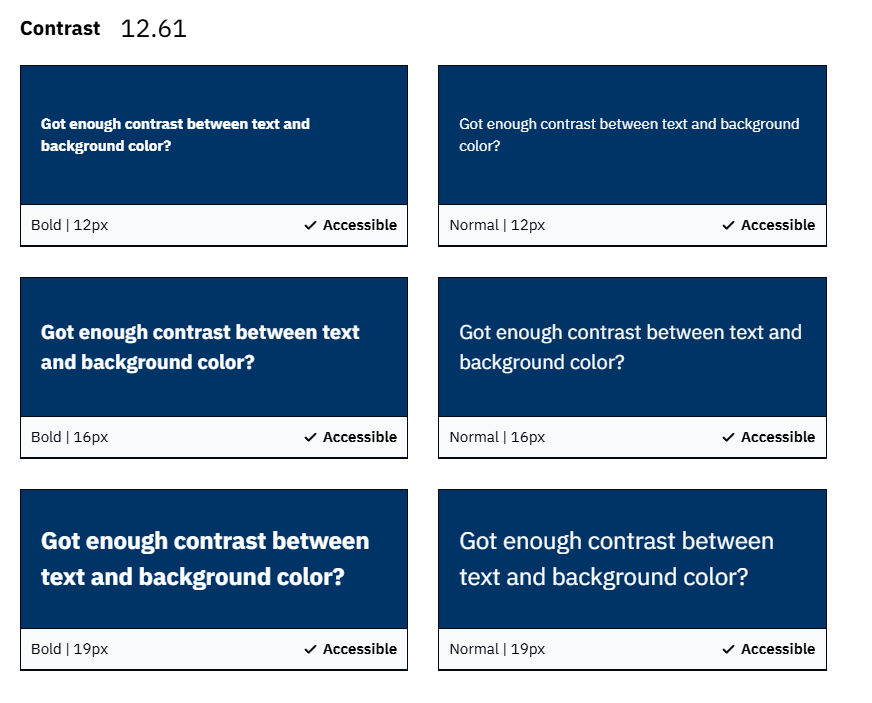 Contrast 12.61
Got enough contrast between text and
background color?
Bold | 12px Accessible
Got enough contrast between text and background
color?
Normal | 12px Accessible
Got enough contrast between text
and background color?
Bold | 16px Accessible
Got enough contrast between text and
background color?
Normal | 16px Accessible
Got enough contrast between
text and background color?
Bold | 19px Accessible
Got enough contrast between
text and background color?
Normal | 19px Accessible